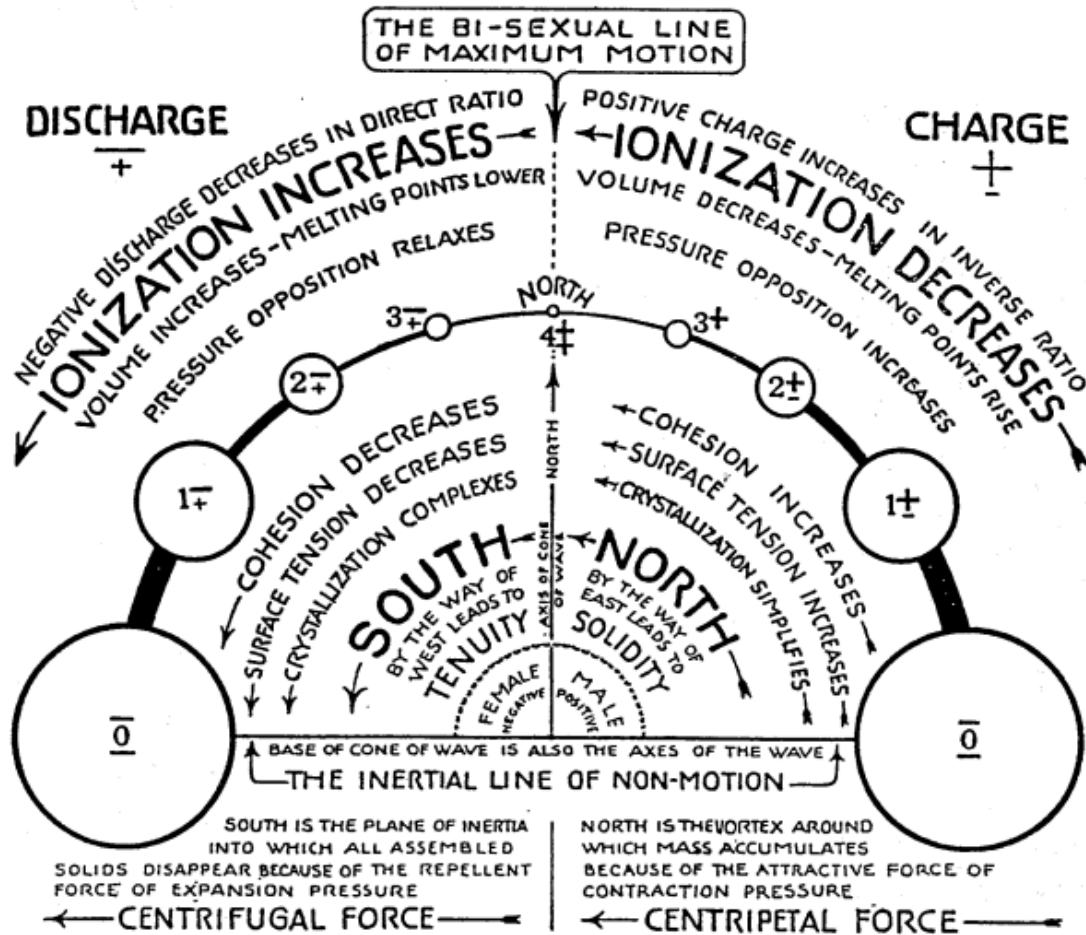 THE BI-SEXUAL LINE
OF MAXIMUM MOTION
DISCHARGE
− +
CHARGE
+ −
NEGATIVE DISCHARGE DECREASES IN DIRECT RATIO
IONIZATION INCREASES
VOLUME INCREASES-MELTING POINTS LOWER
PRESSURE OPPOSITION RELAXES
POSITIVE CHARGE INCREASES IN INVERSE RATIO
IONIZATION DECREASES
VOLUME DECREASES-MELTING POINTS RISE
PRESSURE OPPOSITION INCREASES
NORTH
4‡
3∓
3+
2∓
2±
1∓
1±
0
0
COHESION DECREASES
SURFACE TENSION DECREASES
CRYSTALLIZATION COMPLEXES
COHESION INCREASES
SURFACE TENSION INCREASES
CRYSTALLIZATION SIMPLIFIES
NORTH
AXIS OF CONE
OF WAVE
SOUTH
BY THE WAY OF
WEST LEADS TO
TENUITY
NORTH
BY THE WAY OF
EAST LEADS TO
SOLIDITY
FEMALE
NEGATIVE
MALE
POSITIVE
BASE OF CONE OF WAVE IS ALSO THE AXES OF THE WAVE
THE INERTIAL LINE OF NON-MOTION
SOUTH IS THE PLANE OF INERTIA
INTO WHICH ALL ASSEMBLED
SOLIDS DISAPPEAR BECAUSE OF THE REPELLENT
FORCE OF EXPANSION PRESSURE
CENTRIFUGAL FORCE
NORTH IS THE VORTEX AROUND
WHICH MASS ACCUMULATES
BECAUSE OF THE ATTRACTIVE FORCE OF
CONTRACTION PRESSURE
CENTRIPETAL FORCE